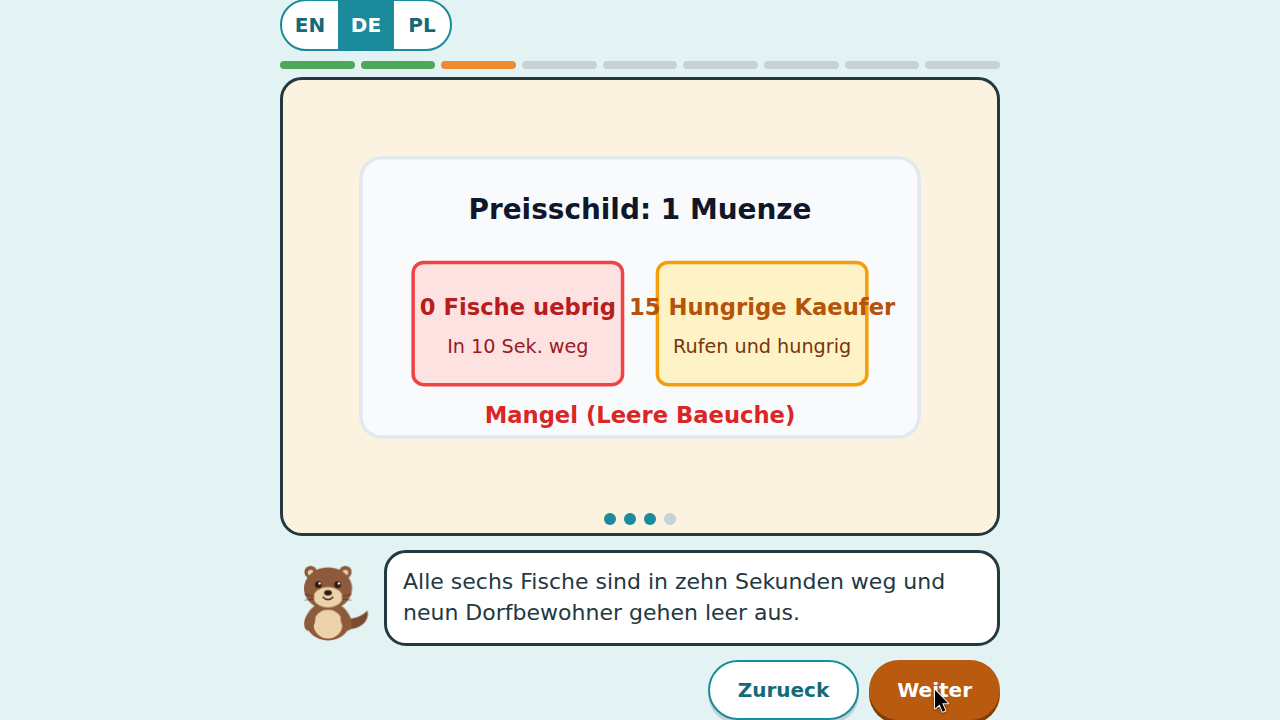 EN DE PL
Preisschild: 1 Muenze
0 Fische uebrig
In 10 Sek. weg
15 Hungrige Kaeufer
Rufen und hungrig
Mangel (Leere Baeuche)
Alle sechs Fische sind in zehn Sekunden weg und
neun Dorfbewohner gehen leer aus.
Zurueck
Weiter